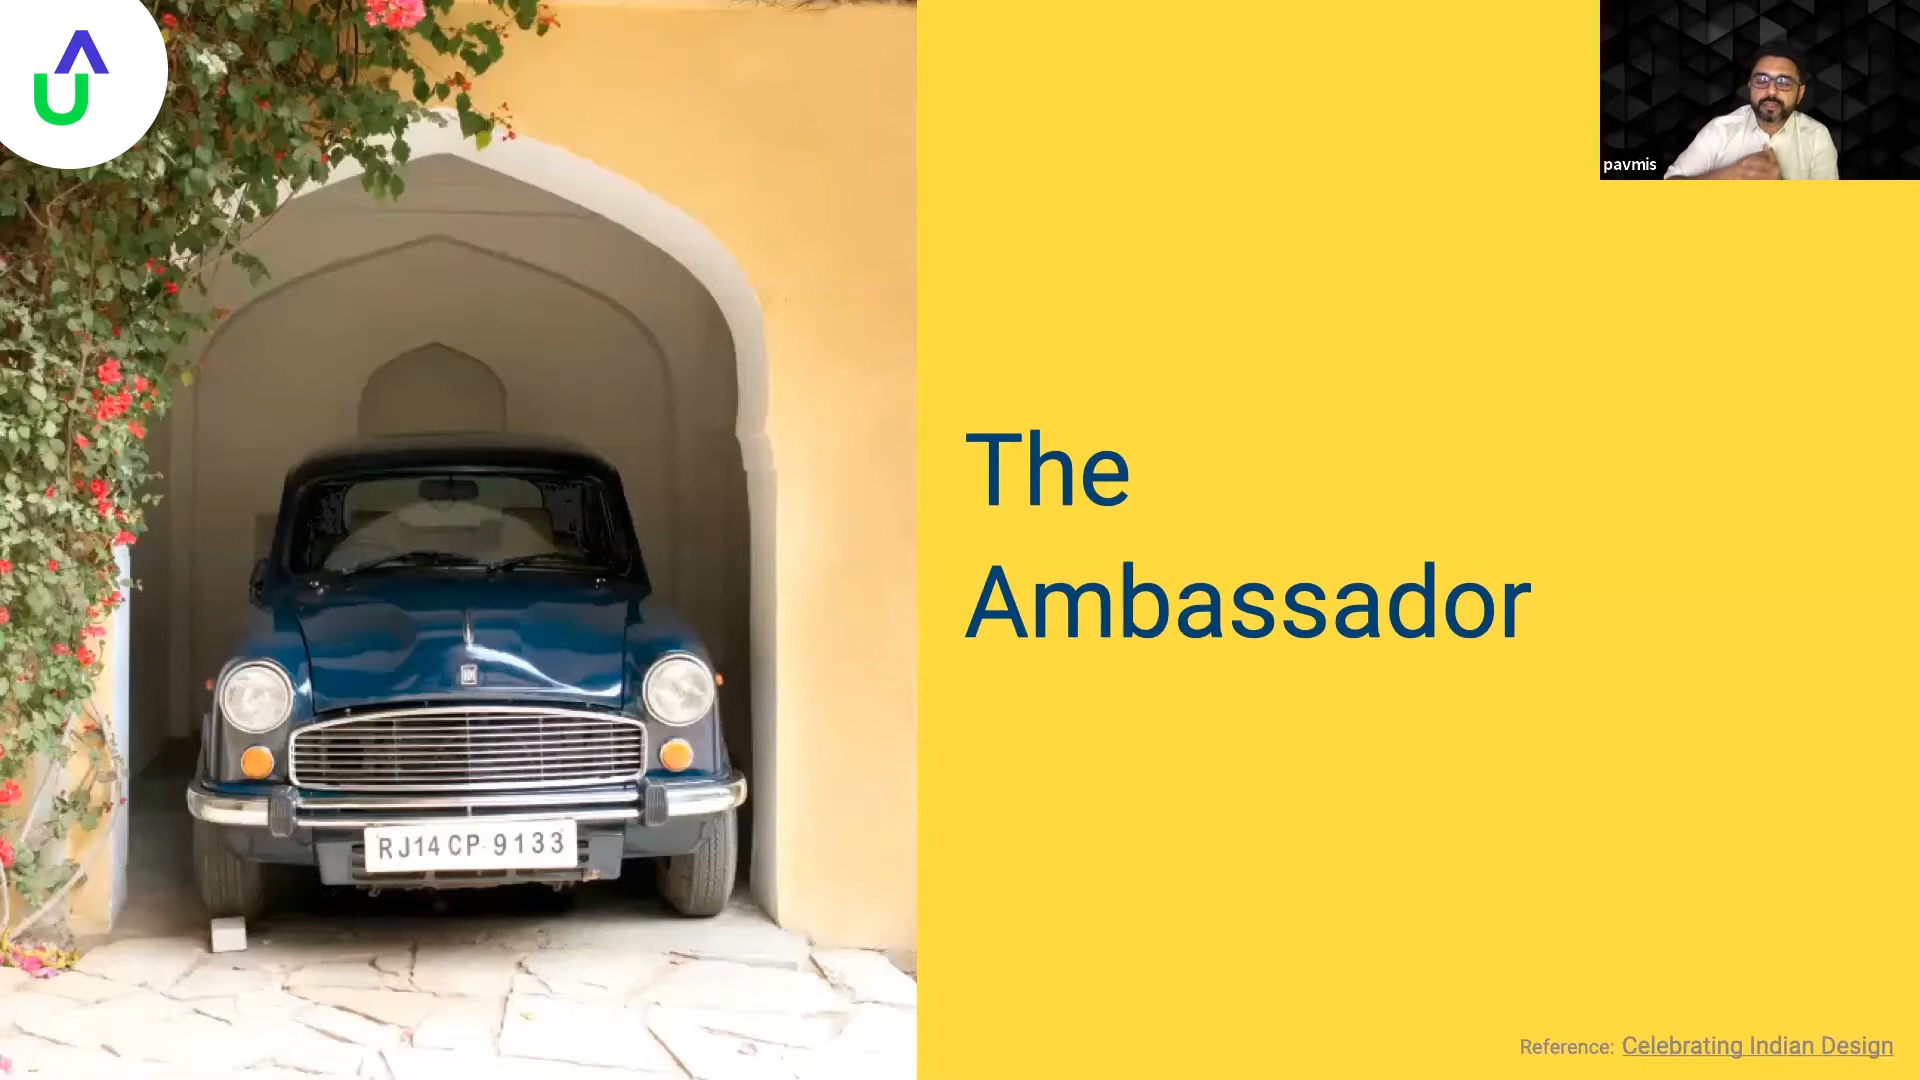 pavmis
The
Ambassador
RJ14 CP 9133
Reference: Celebrating Indian Design